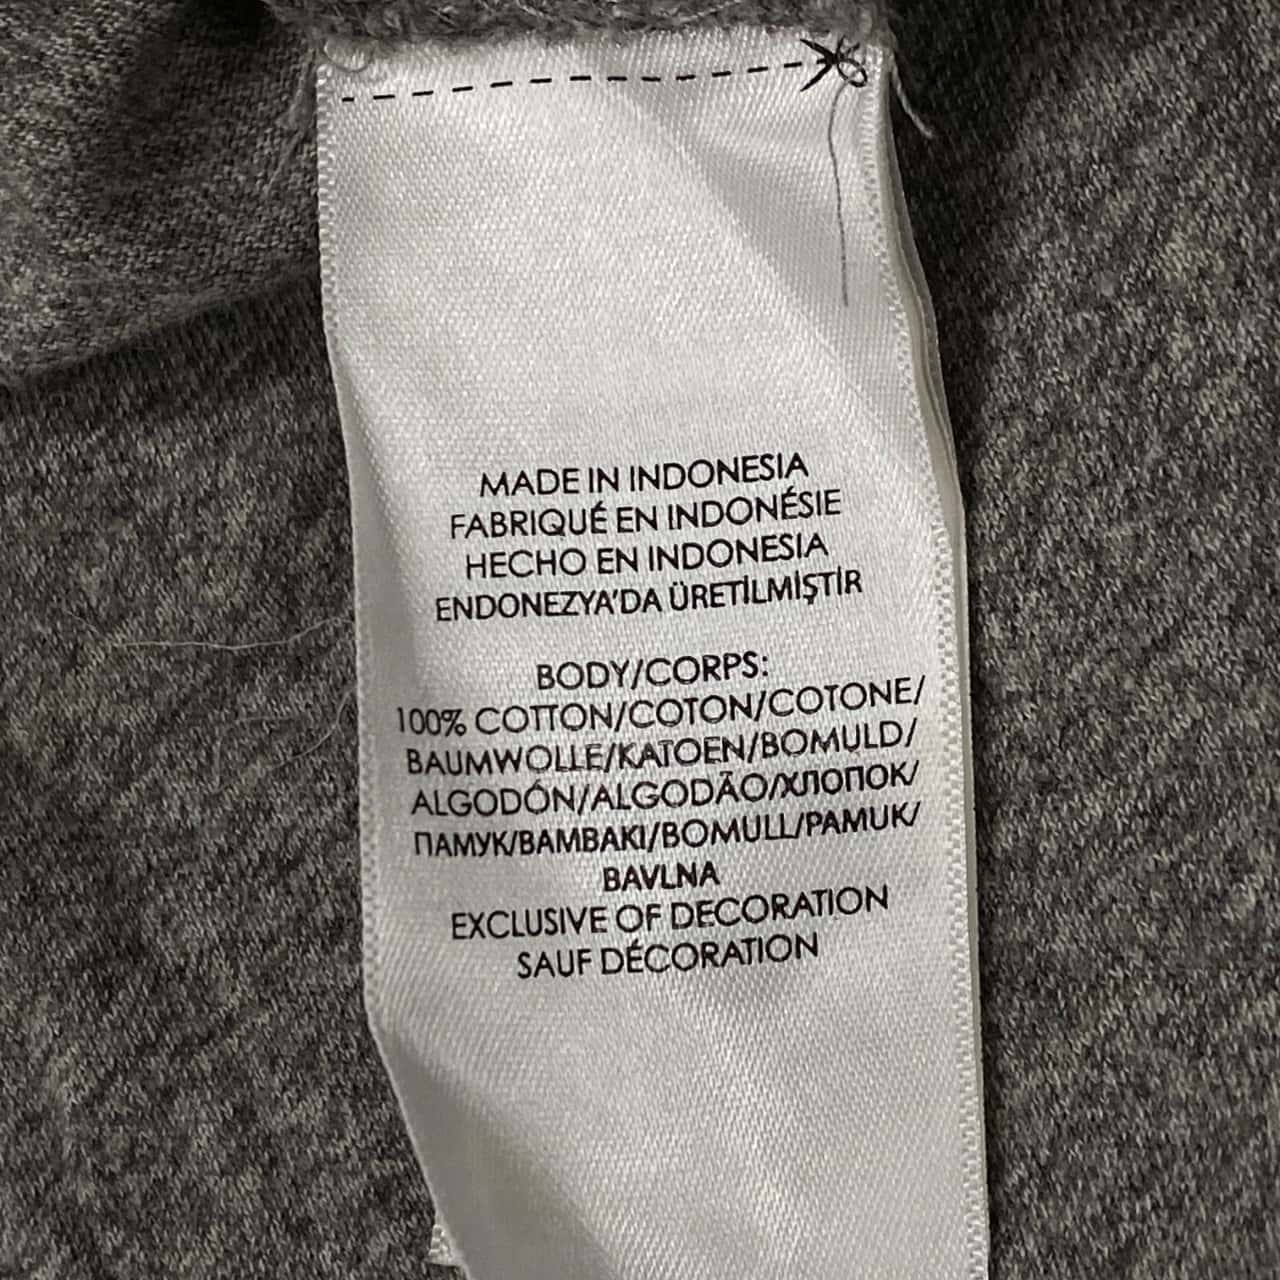 MADE IN INDONESIA
FABRIQUÉ EN INDONÉSIE
HECHO EN INDONESIA
ENDONEZYA'DA ÜRETİLMİŞTİR
BODY/CORPS:
100% COTTON/COTON/COTONE/
BAUMWOLLE/KATOEN/BOMULD/
ALGODÓN/ALGODÃO/ХЛОПОК/
ПАМУК/BAMBAKI/BOMULL/PAMUK/
BAVLNA
EXCLUSIVE OF DECORATION
SAUF DÉCORATION